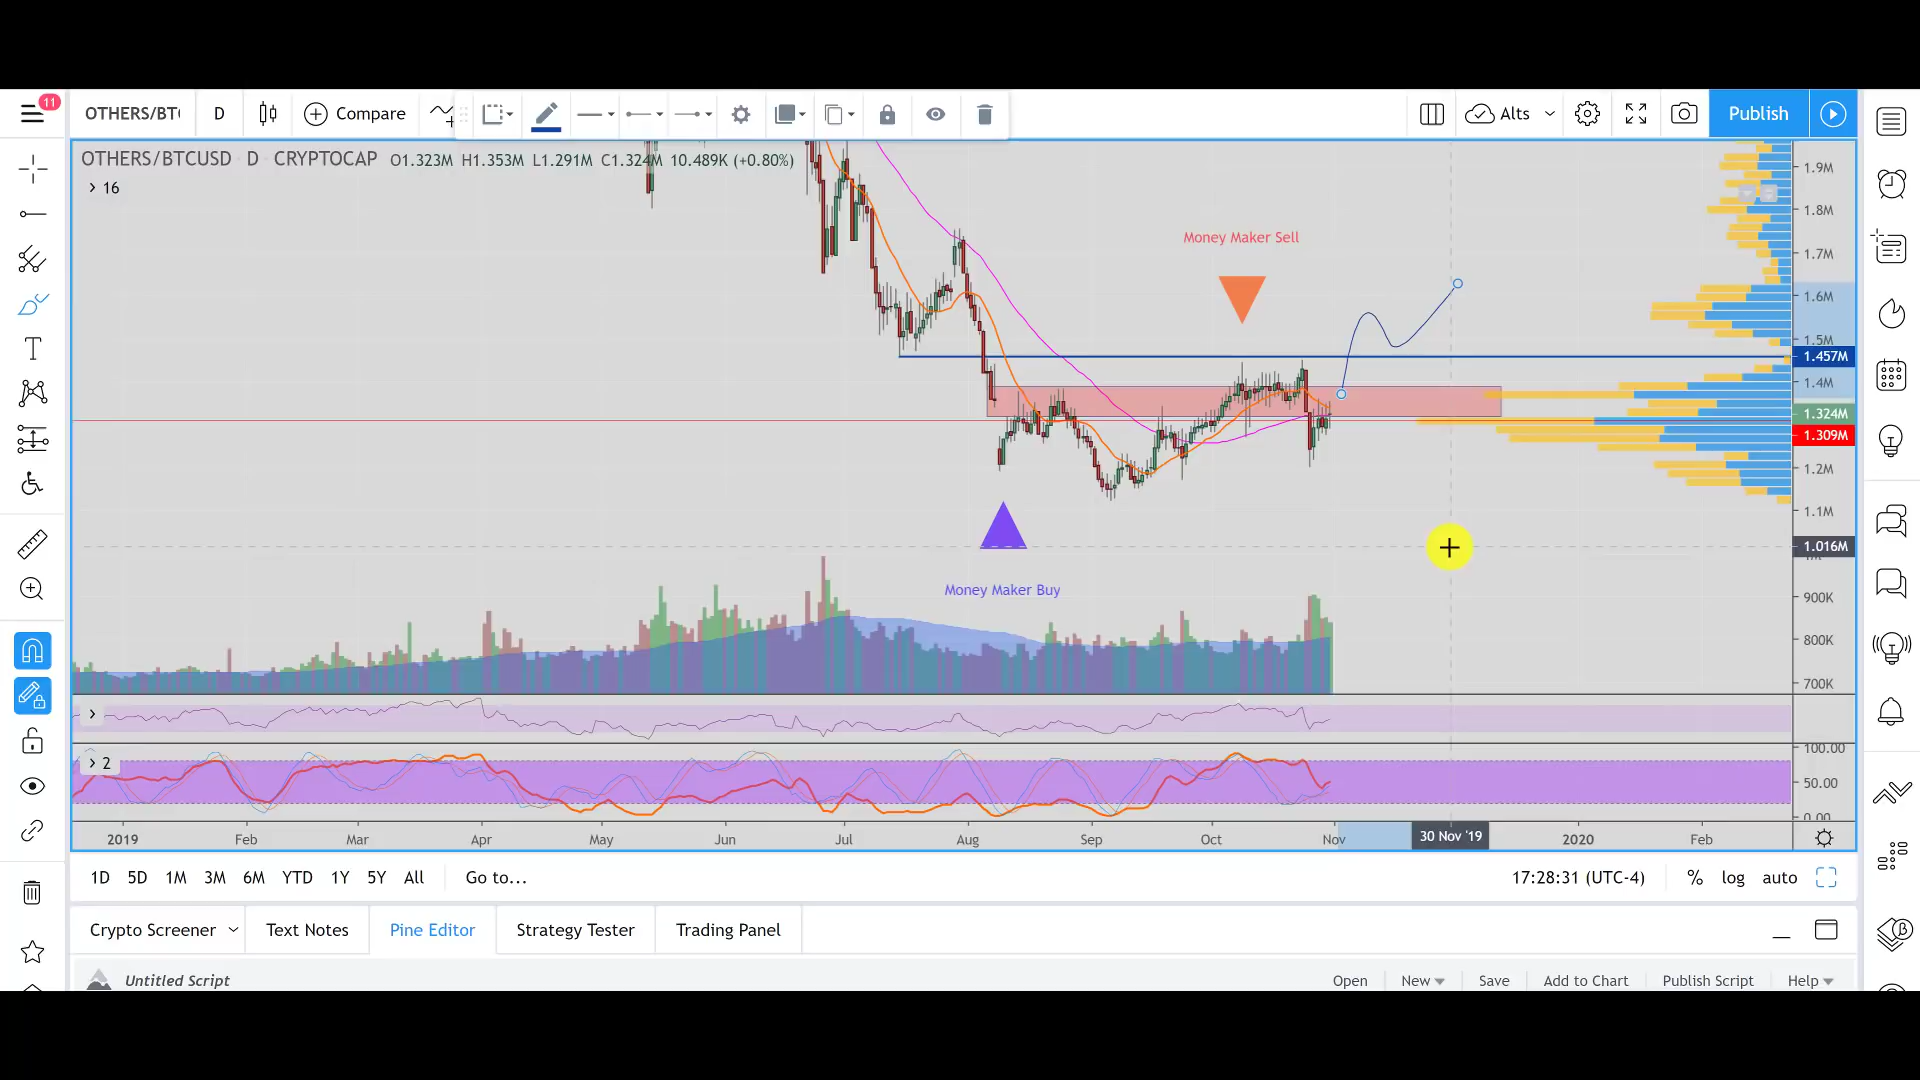 11
OTHERS/BT
D
Compare
Alts
Publish
OTHERS/BTCUSD D CRYPTOCAP O1.323M H1.353M L1.291M C1.324M 10.489K (+0.80%)
16
1.9M
1.8M
Money Maker Sell
1.7M
1.6M
1.5M
1.457M
1.4M
1.324M
1.309M
1.2M
1.1M
1.016M
Money Maker Buy
900K
800K
700K
2
100.00
50.00
0.00
2019 Feb Mar Apr May Jun Jul Aug Sep Oct Nov 30 Nov '19 2020 Feb
1D 5D 1M 3M 6M YTD 1Y 5Y All Go to... 17:28:31 (UTC-4) % log auto
Crypto Screener Text Notes Pine Editor Strategy Tester Trading Panel
Untitled Script Open New Save Add to Chart Publish Script Help